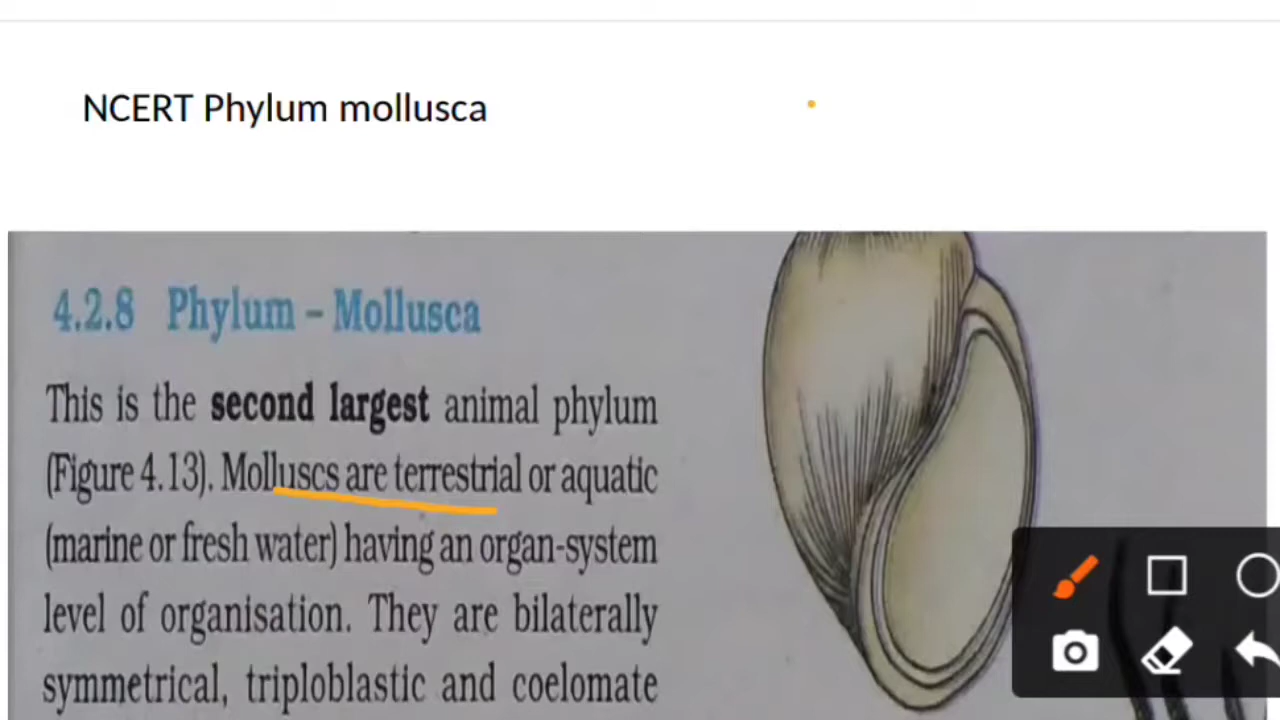 NCERT Phylum mollusca
4.2.8 Phylum – Mollusca
This is the second largest animal phylum
(Figure 4.13). Molluscs are terrestrial or aquatic
(marine or fresh water) having an organ-system
level of organisation. They are bilaterally
symmetrical, triploblastic and coelomate